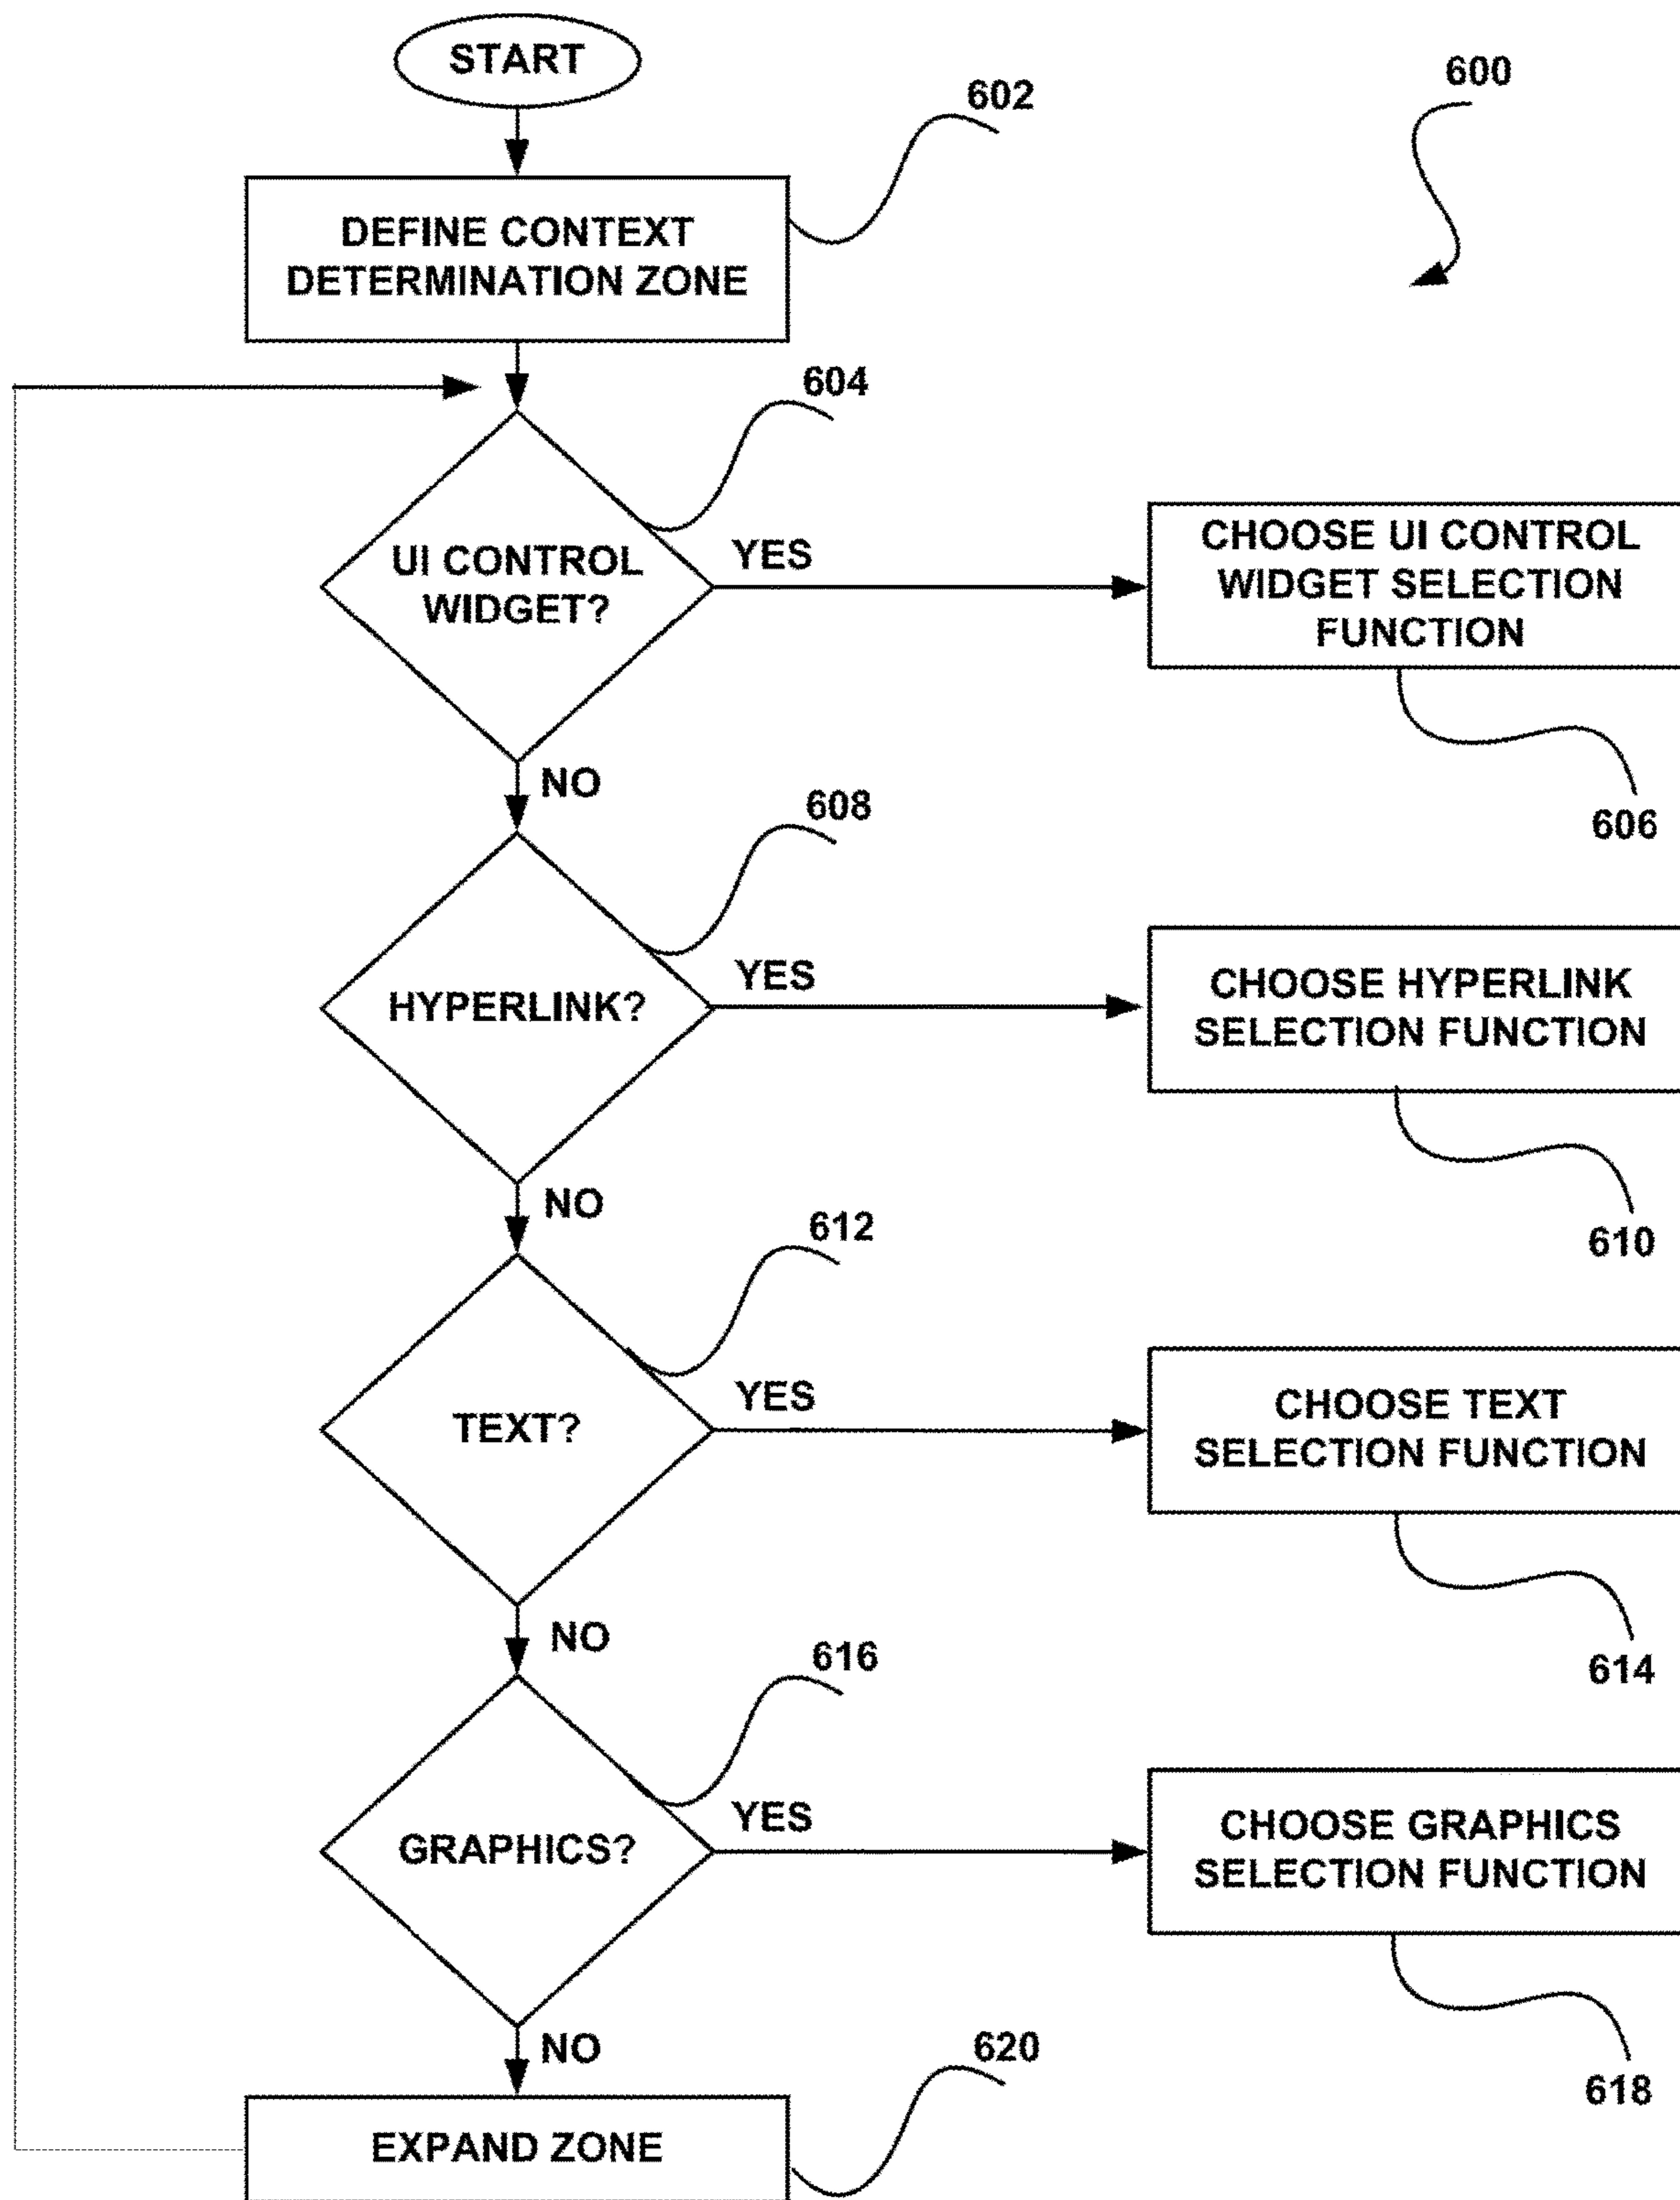 START
602
600
DEFINE CONTEXT
DETERMINATION ZONE
604
UI CONTROL
WIDGET?
YES
CHOOSE UI CONTROL
WIDGET SELECTION
FUNCTION
606
NO
608
HYPERLINK?
YES
CHOOSE HYPERLINK
SELECTION FUNCTION
610
NO
612
TEXT?
YES
CHOOSE TEXT
SELECTION FUNCTION
614
NO
616
GRAPHICS?
YES
CHOOSE GRAPHICS
SELECTION FUNCTION
618
NO
620
EXPAND ZONE